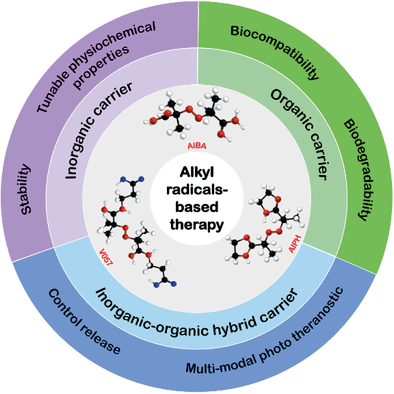 Tunable physiochemical
properties
Stability
Inorganic carrier
Biocompatibility
Biodegradability
Organic carrier
AIBA
Alkyl
radicals-
based
therapy
V057
AIPH
Inorganic-organic hybrid carrier
Control release
Multi-modal photo theranostic